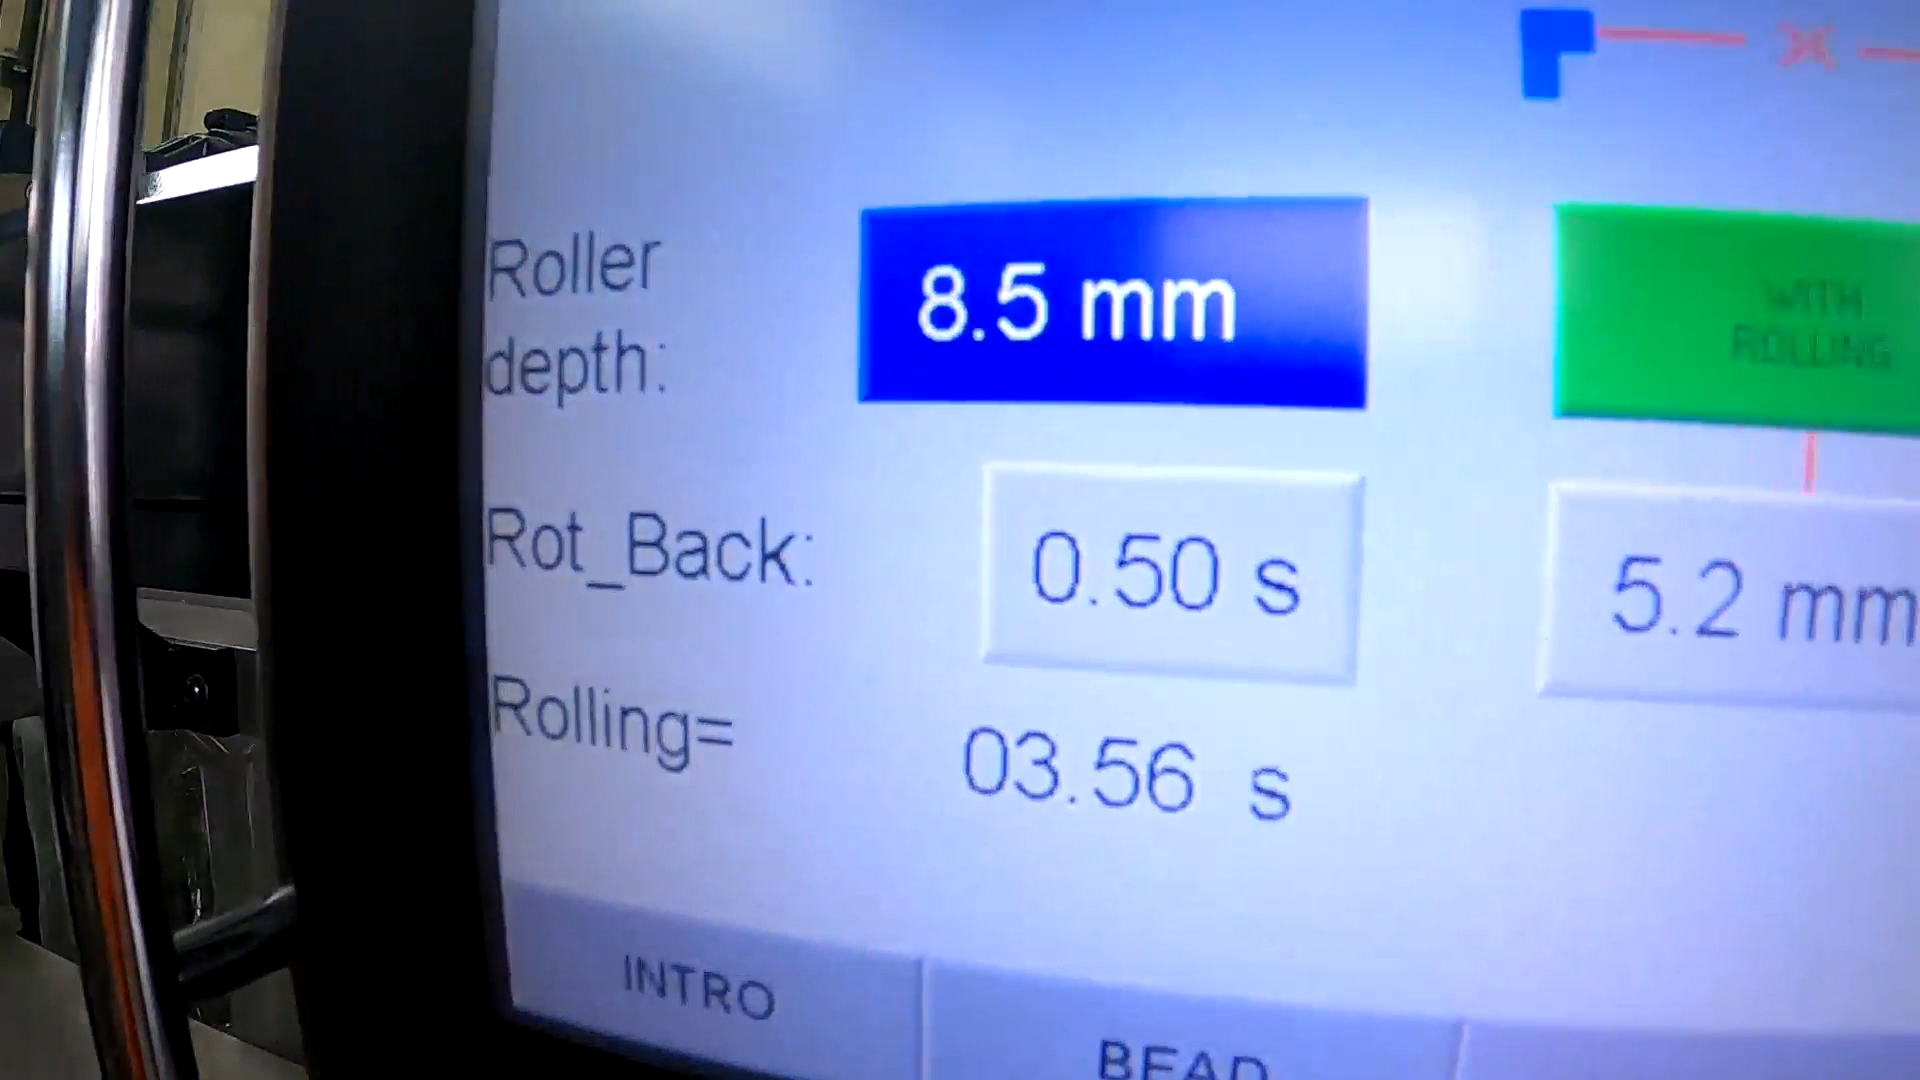 Roller
depth:
8.5 mm
WITH
ROLLING
Rot_Back:
0.50 s
5.2 mm
Rolling=
03.56 s
INTRO
BEAD